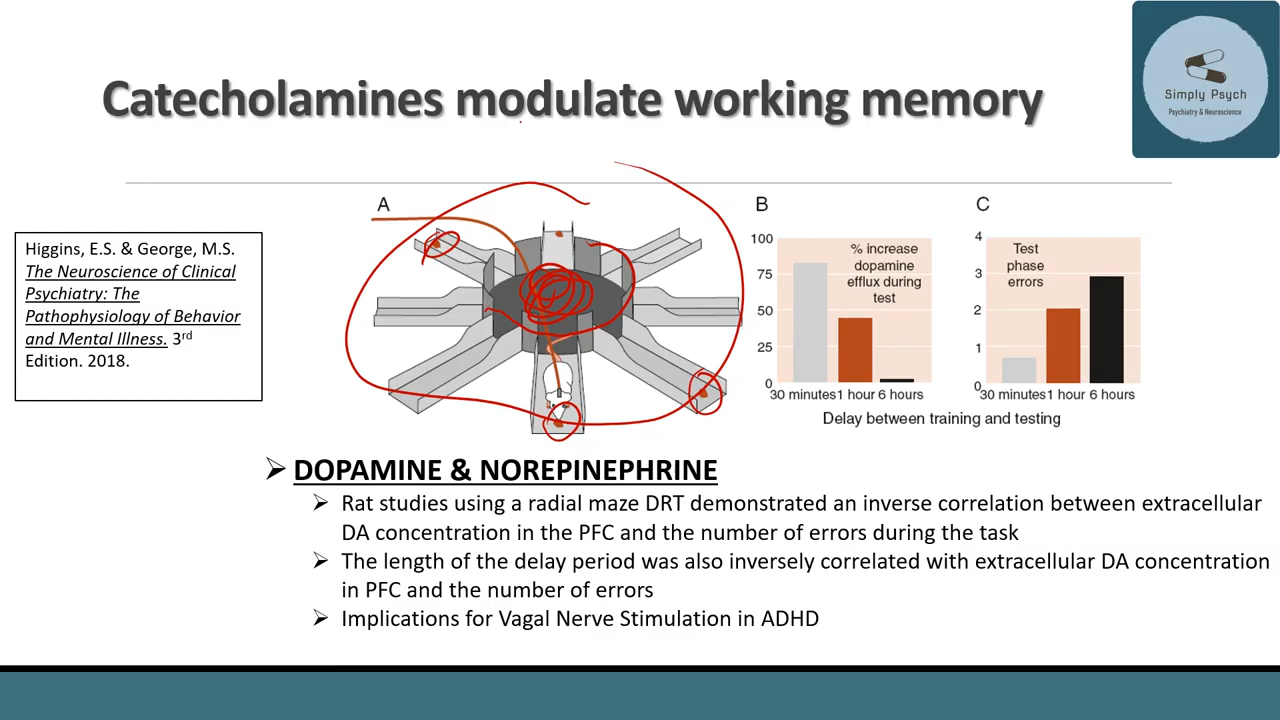 Catecholamines modulate working memory
Simply Psych
Psychiatry & Neuroscience
Higgins, E.S. & George, M.S.
The Neuroscience of Clinical
Psychiatry: The
Pathophysiology of Behavior
and Mental Illness. 3rd
Edition. 2018.
A
B
100
75
50
25
0
% increase
dopamine
efflux during
test
30 minutes 1 hour 6 hours
C
4
3
2
1
0
Test
phase
errors
30 minutes 1 hour 6 hours
Delay between training and testing
➢ DOPAMINE & NOREPINEPHRINE
➢ Rat studies using a radial maze DRT demonstrated an inverse correlation between extracellular
DA concentration in the PFC and the number of errors during the task
➢ The length of the delay period was also inversely correlated with extracellular DA concentration
in PFC and the number of errors
➢ Implications for Vagal Nerve Stimulation in ADHD